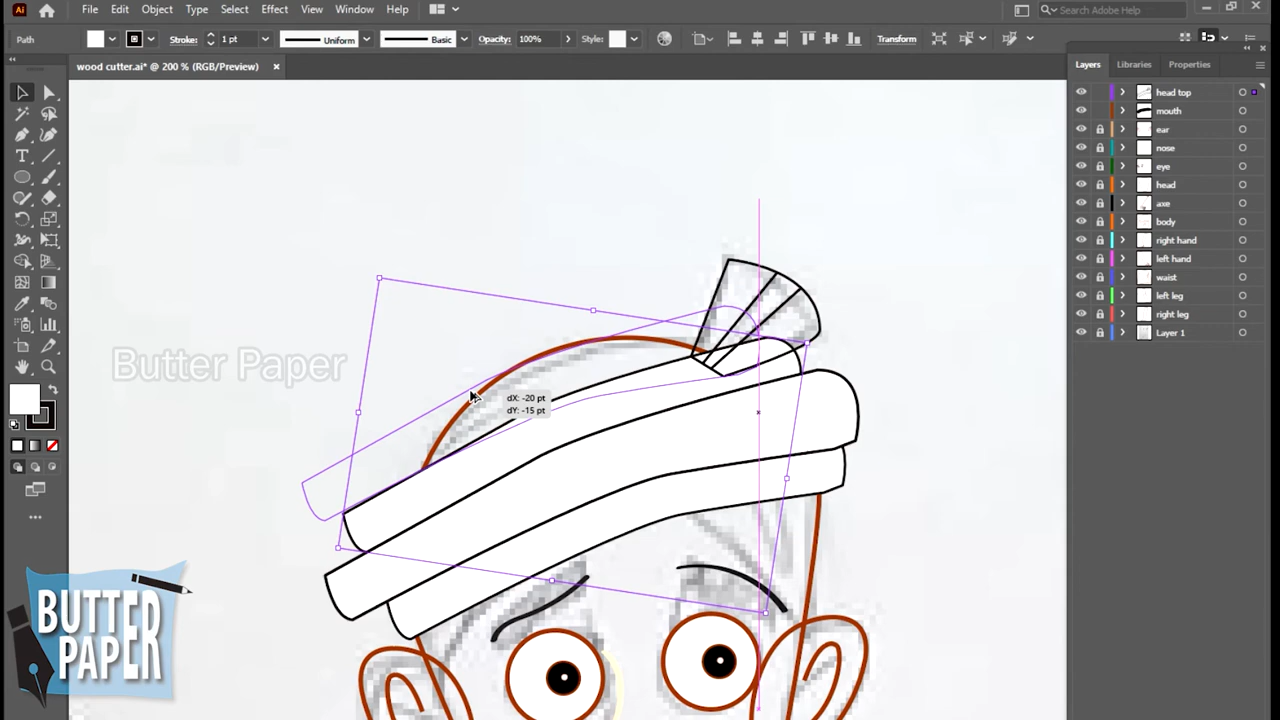 Ai File Edit Object Type Select Effect View Window Help Search Adobe Help
Path Stroke: 1 pt Uniform Basic Opacity: 100% Style: Transform
wood cutter.ai* @ 200 % (RGB/Preview) ×
Layers Libraries Properties
head top
mouth
ear
nose
eye
head
axe
body
right hand
left hand
waist
left leg
right leg
Layer 1
Butter Paper
dX: -20 pt
dY: -15 pt
BUTTER
PAPER